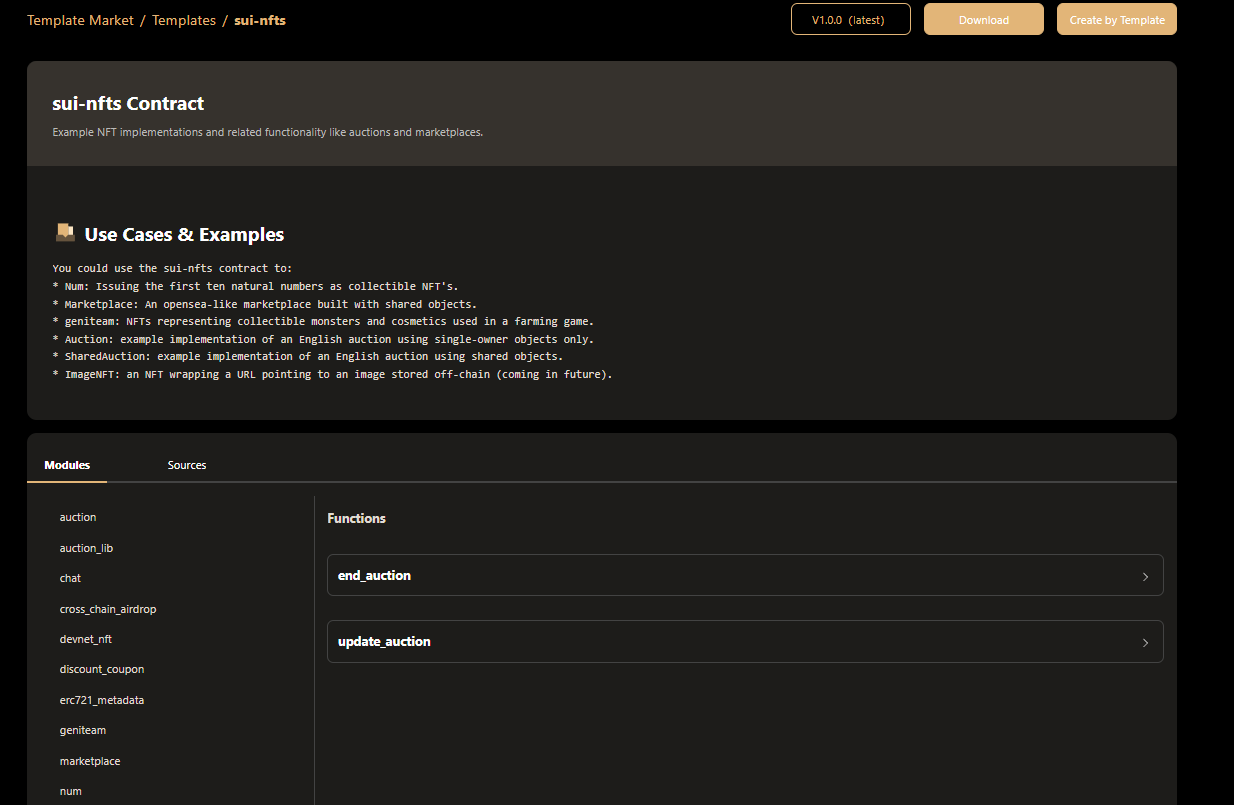 Template Market / Templates / sui-nfts
V1.0.0 (latest)
Download
Create by Template
sui-nfts Contract
Example NFT implementations and related functionality like auctions and marketplaces.
Use Cases & Examples
You could use the sui-nfts contract to:
* Num: Issuing the first ten natural numbers as collectible NFT's.
* Marketplace: An opensea-like marketplace built with shared objects.
* geniteam: NFTs representing collectible monsters and cosmetics used in a farming game.
* Auction: example implementation of an English auction using single-owner objects only.
* SharedAuction: example implementation of an English auction using shared objects.
* ImageNFT: an NFT wrapping a URL pointing to an image stored off-chain (coming in future).
Modules
Sources
auction
auction_lib
chat
cross_chain_airdrop
devnet_nft
discount_coupon
erc721_metadata
geniteam
marketplace
num
Functions
end_auction
update_auction